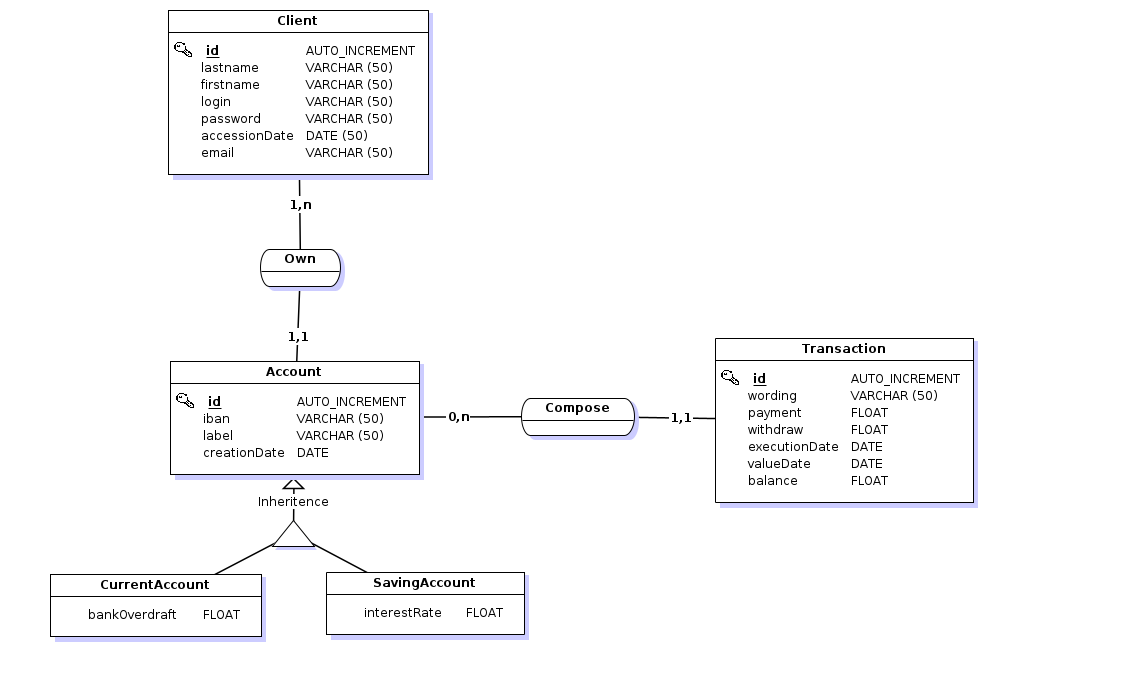 Client
id AUTO_INCREMENT
lastname VARCHAR (50)
firstname VARCHAR (50)
login VARCHAR (50)
password VARCHAR (50)
accessionDate DATE (50)
email VARCHAR (50)
1,n
Own
1,1
Account
id AUTO_INCREMENT
iban VARCHAR (50)
label VARCHAR (50)
creationDate DATE
0,n
Compose
1,1
Transaction
id AUTO_INCREMENT
wording VARCHAR (50)
payment FLOAT
withdraw FLOAT
executionDate DATE
valueDate DATE
balance FLOAT
Inheritence
CurrentAccount
bankOverdraft FLOAT
SavingAccount
interestRate FLOAT